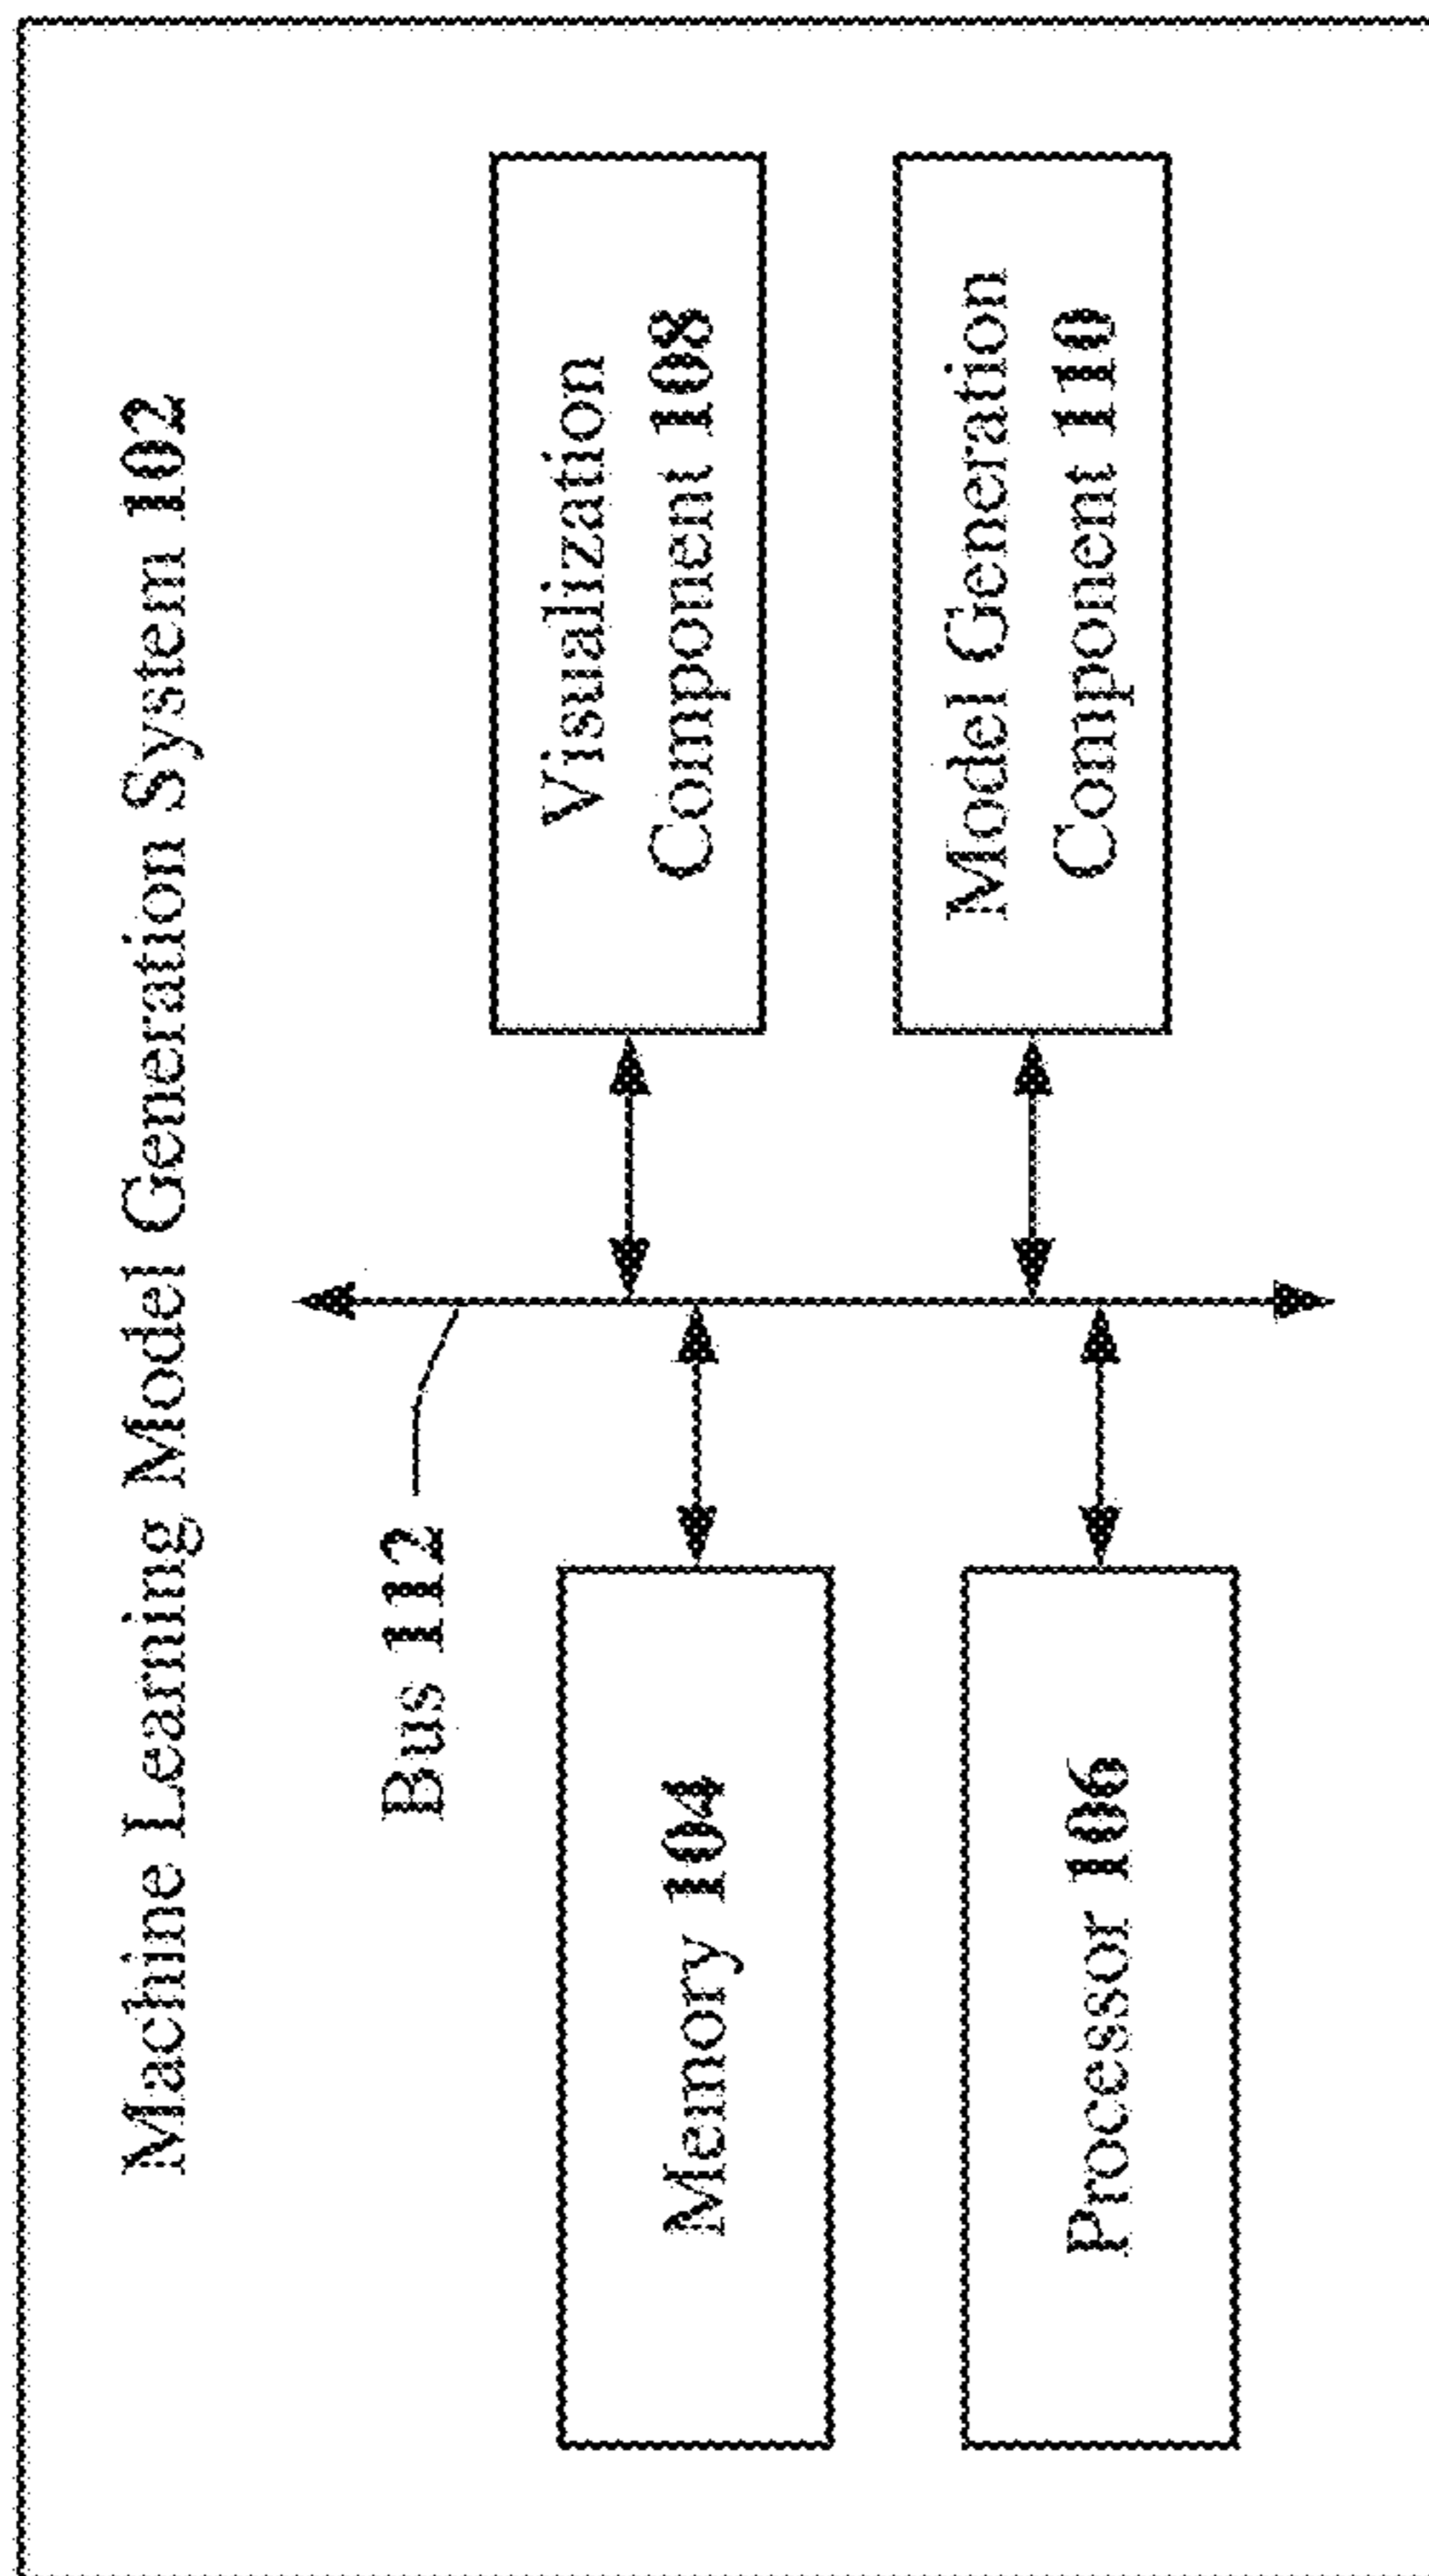 Machine Learning Model Generation System 102
Bus 112
Memory 104
Processor 106
Visualization
Component 108
Model Generation
Component 110